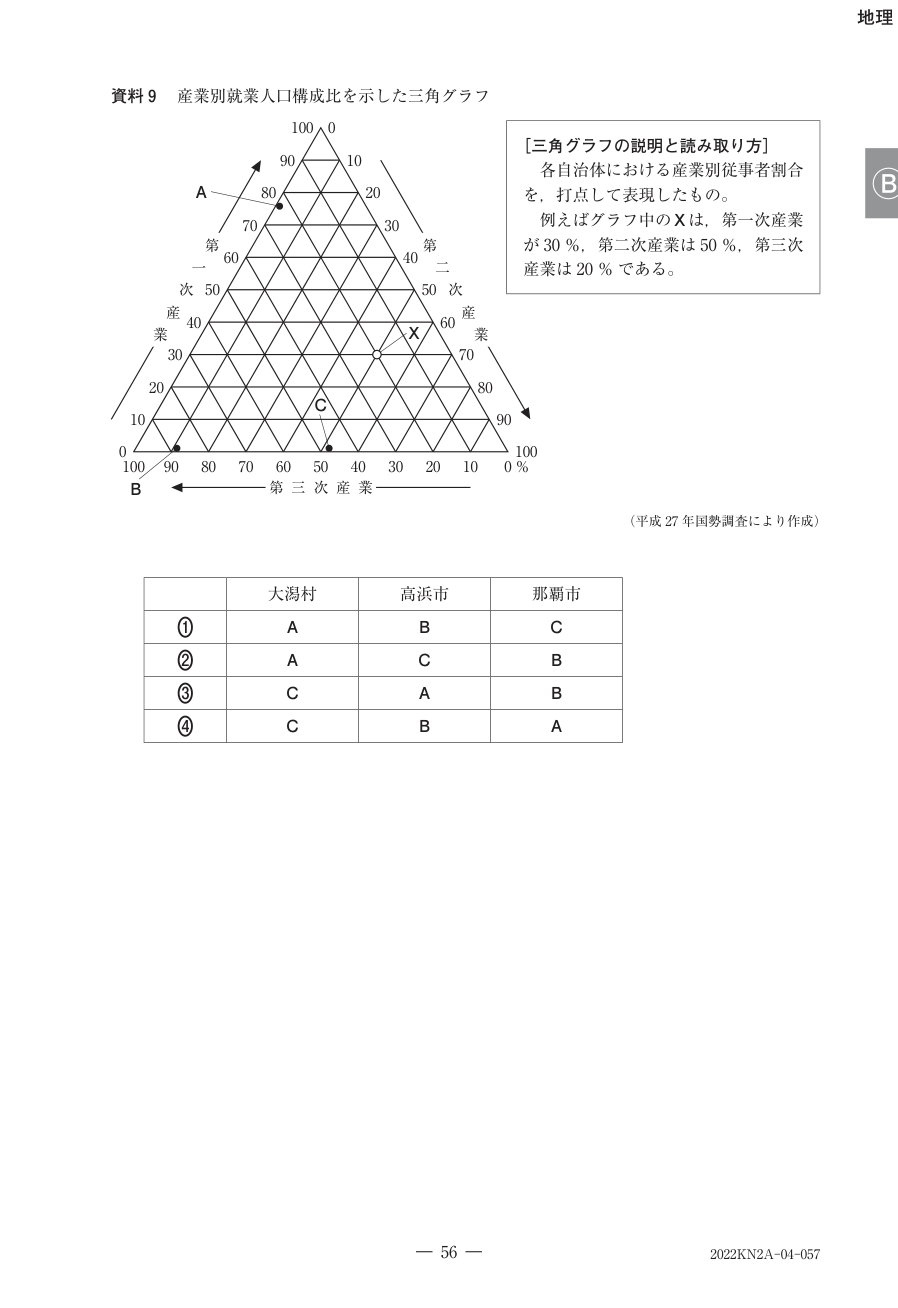 地理
資料9 産業別就業人口構成比を示した三角グラフ
Ⓑ
[三角グラフの説明と読み取り方]
各自治体における産業別従事者割合
を，打点して表現したもの。
例えばグラフ中のXは，第一次産業
が30 %，第二次産業は50 %，第三次
産業は20 %である。
100 0
90 10
A
80 20
70 30
第一次産業
第二次産業
60 40
50 50
40 60
X
30 70
20 80
C
10 90
0 100
100 90 80 70 60 50 40 30 20 10 0 %
B
第三次産業
（平成27年国勢調査により作成）
大潟村 高浜市 那覇市
① A B C
② A C B
③ C A B
④ C B A
— 56 —
2022KN2A-04-057